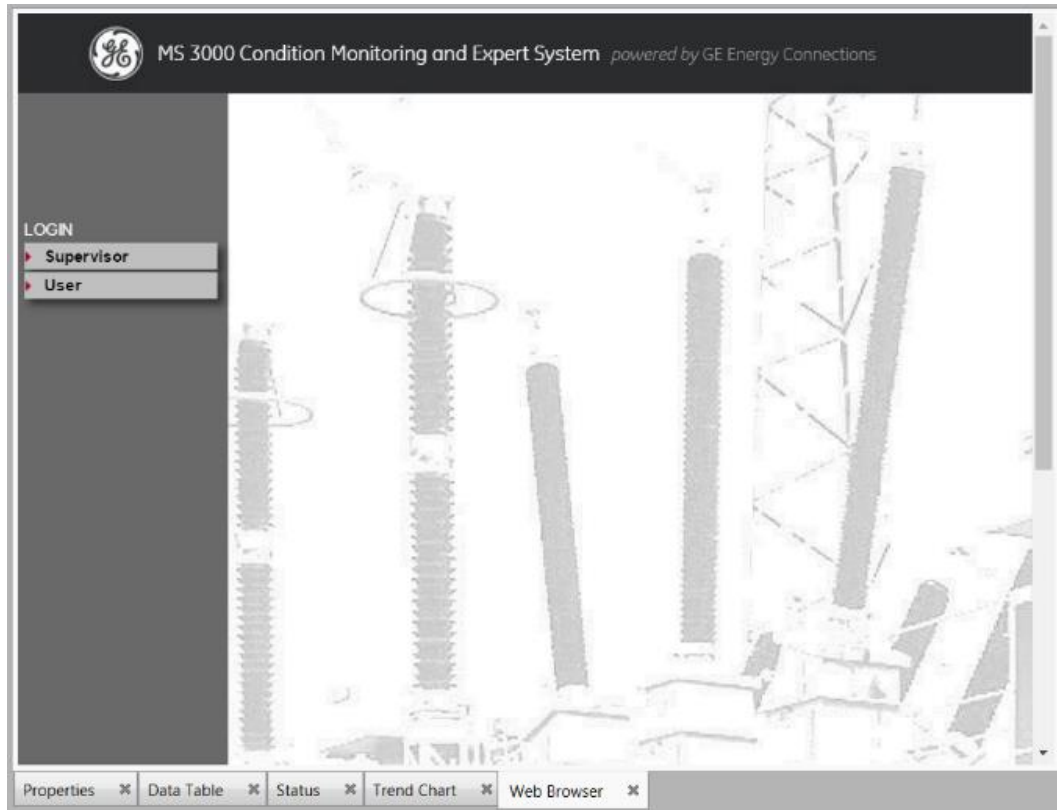 GE MS 3000 Condition Monitoring and Expert System powered by GE Energy Connections
LOGIN
Supervisor
User
Properties Data Table Status Trend Chart Web Browser